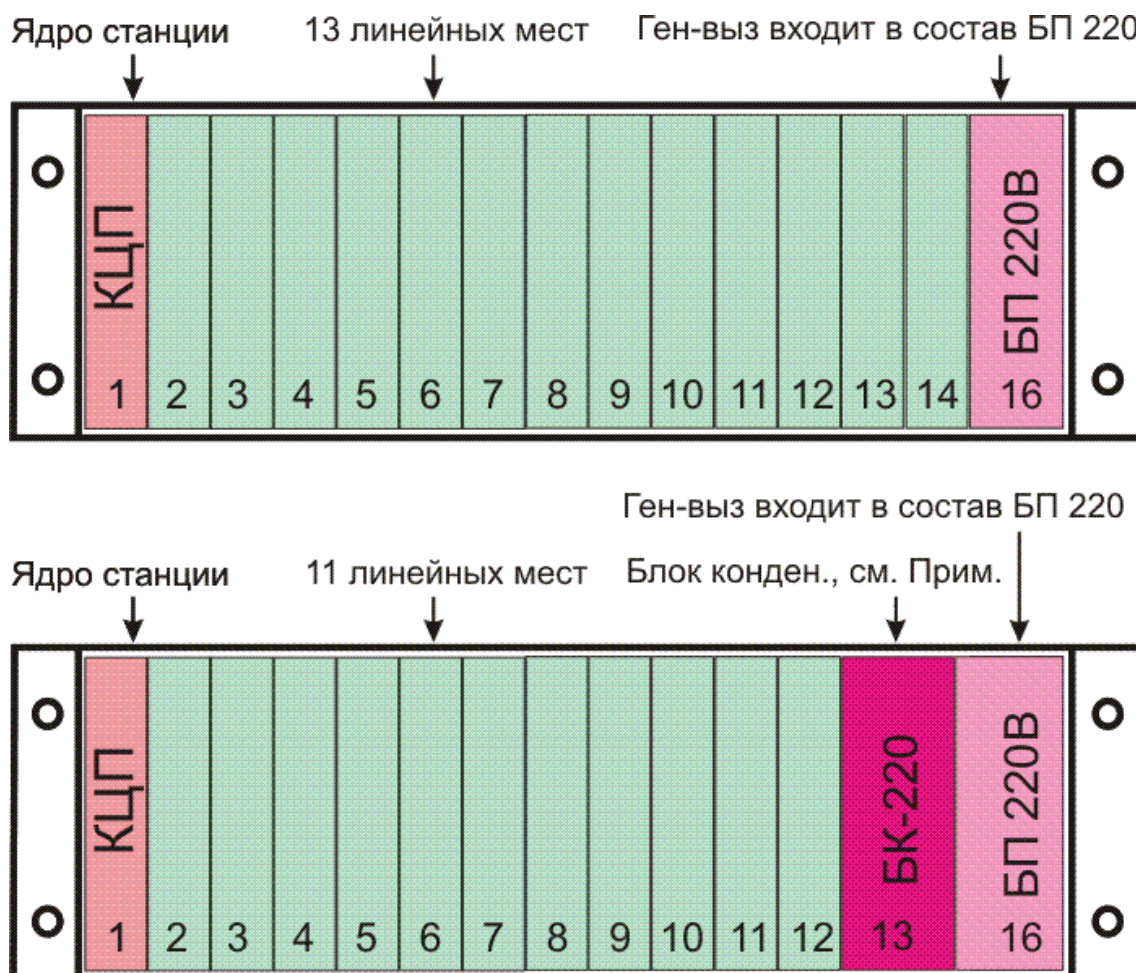 Ядро станции 13 линейных мест Ген-выз входит в состав БП 220
КЦП БП 220В
1 2 3 4 5 6 7 8 9 10 11 12 13 14 16
Ген-выз входит в состав БП 220
Ядро станции 11 линейных мест Блок конден., см. Прим.
КЦП БК-220 БП 220В
1 2 3 4 5 6 7 8 9 10 11 12 13 16